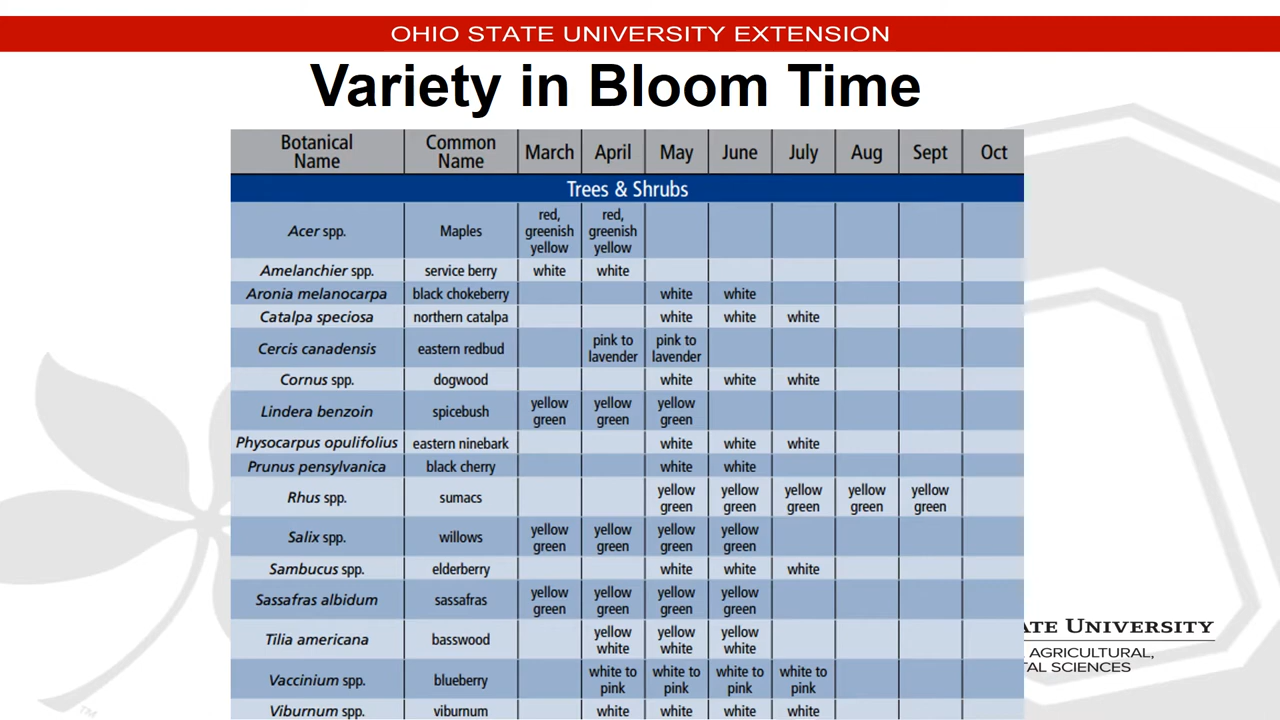 OHIO STATE UNIVERSITY EXTENSION
Variety in Bloom Time
Botanical Name Common Name March April May June July Aug Sept Oct
Trees & Shrubs
Acer spp. Maples red, greenish yellow red, greenish yellow
Amelanchier spp. service berry white white
Aronia melanocarpa black chokeberry white white
Catalpa speciosa northern catalpa white white white
Cercis canadensis eastern redbud pink to lavender pink to lavender
Cornus spp. dogwood white white white
Lindera benzoin spicebush yellow green yellow green yellow green
Physocarpus opulifolius eastern ninebark white white white
Prunus pensylvanica black cherry white white
Rhus spp. sumacs yellow green yellow green yellow green yellow green yellow green
Salix spp. willows yellow green yellow green yellow green yellow green
Sambucus spp. elderberry white white white
Sassafras albidum sassafras yellow green yellow green yellow green yellow green
Tilia americana basswood yellow white yellow white yellow white
Vaccinium spp. blueberry white to pink white to pink white to pink white to pink
Viburnum spp. viburnum white white white white
ATE UNIVERSITY
AGRICULTURAL,
TAL SCIENCES
TM